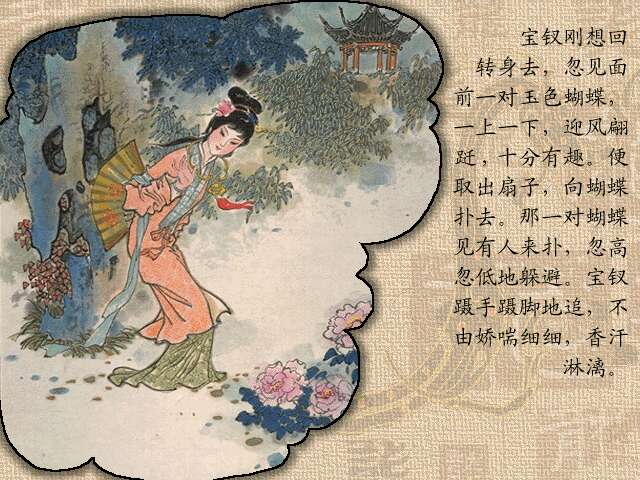 宝钗刚想回
转身去，忽见面
前一对玉色蝴蝶，
一上一下，迎风翩
跹，十分有趣。便
取出扇子，向蝴蝶
扑去。那一对蝴蝶
见有人来扑，忽高
忽低地躲避。宝钗
蹑手蹑脚地追，不
由娇喘细细，香汗
淋漓。